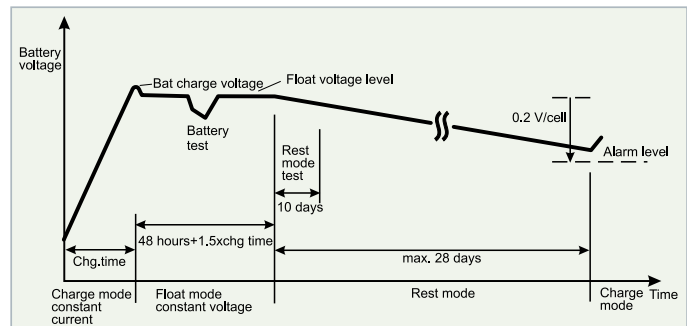 Battery
voltage
Bat charge voltage
Float voltage level
Battery
test
0.2 V/cell
Alarm level
Rest
mode
test
10 days
48 hours+1.5xchg time
Chg.time
max. 28 days
Charge mode
constant
current
Float mode
constant voltage
Rest mode
Charge
mode
Time